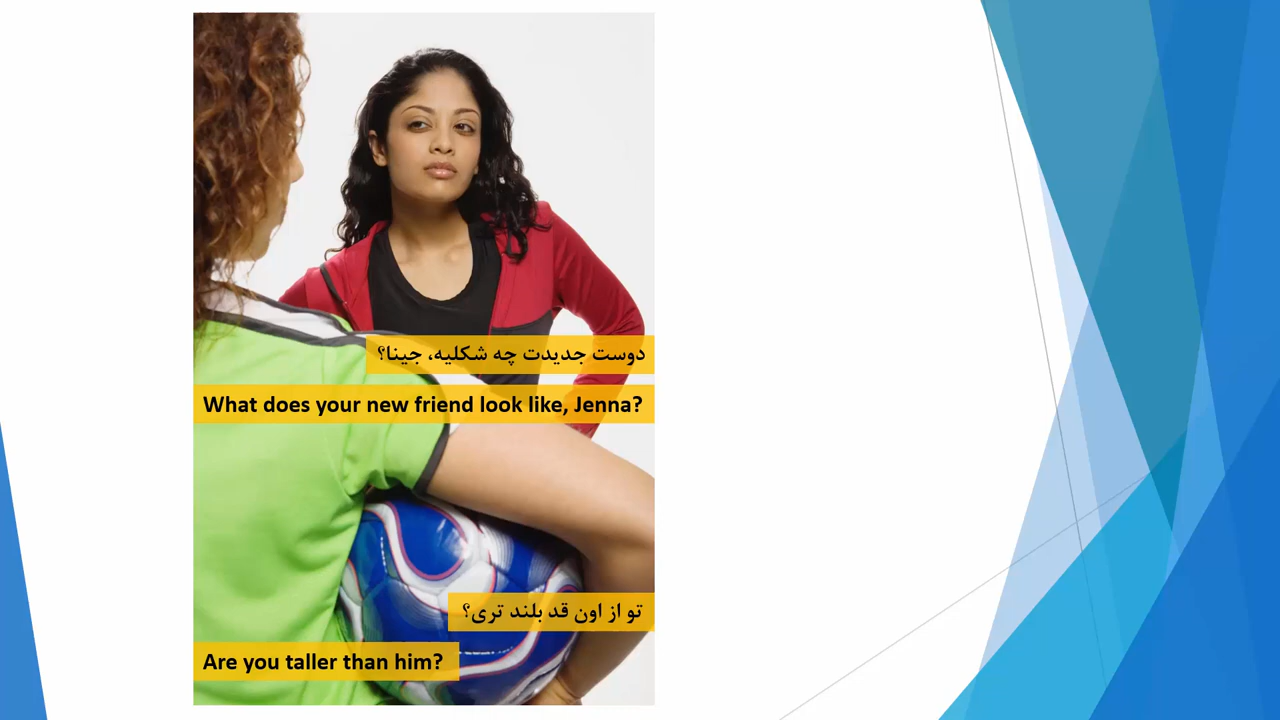 دوست جدیدت چه شکلیه، جینا؟
What does your new friend look like, Jenna?
تو از اون قد بلند تری؟
Are you taller than him?